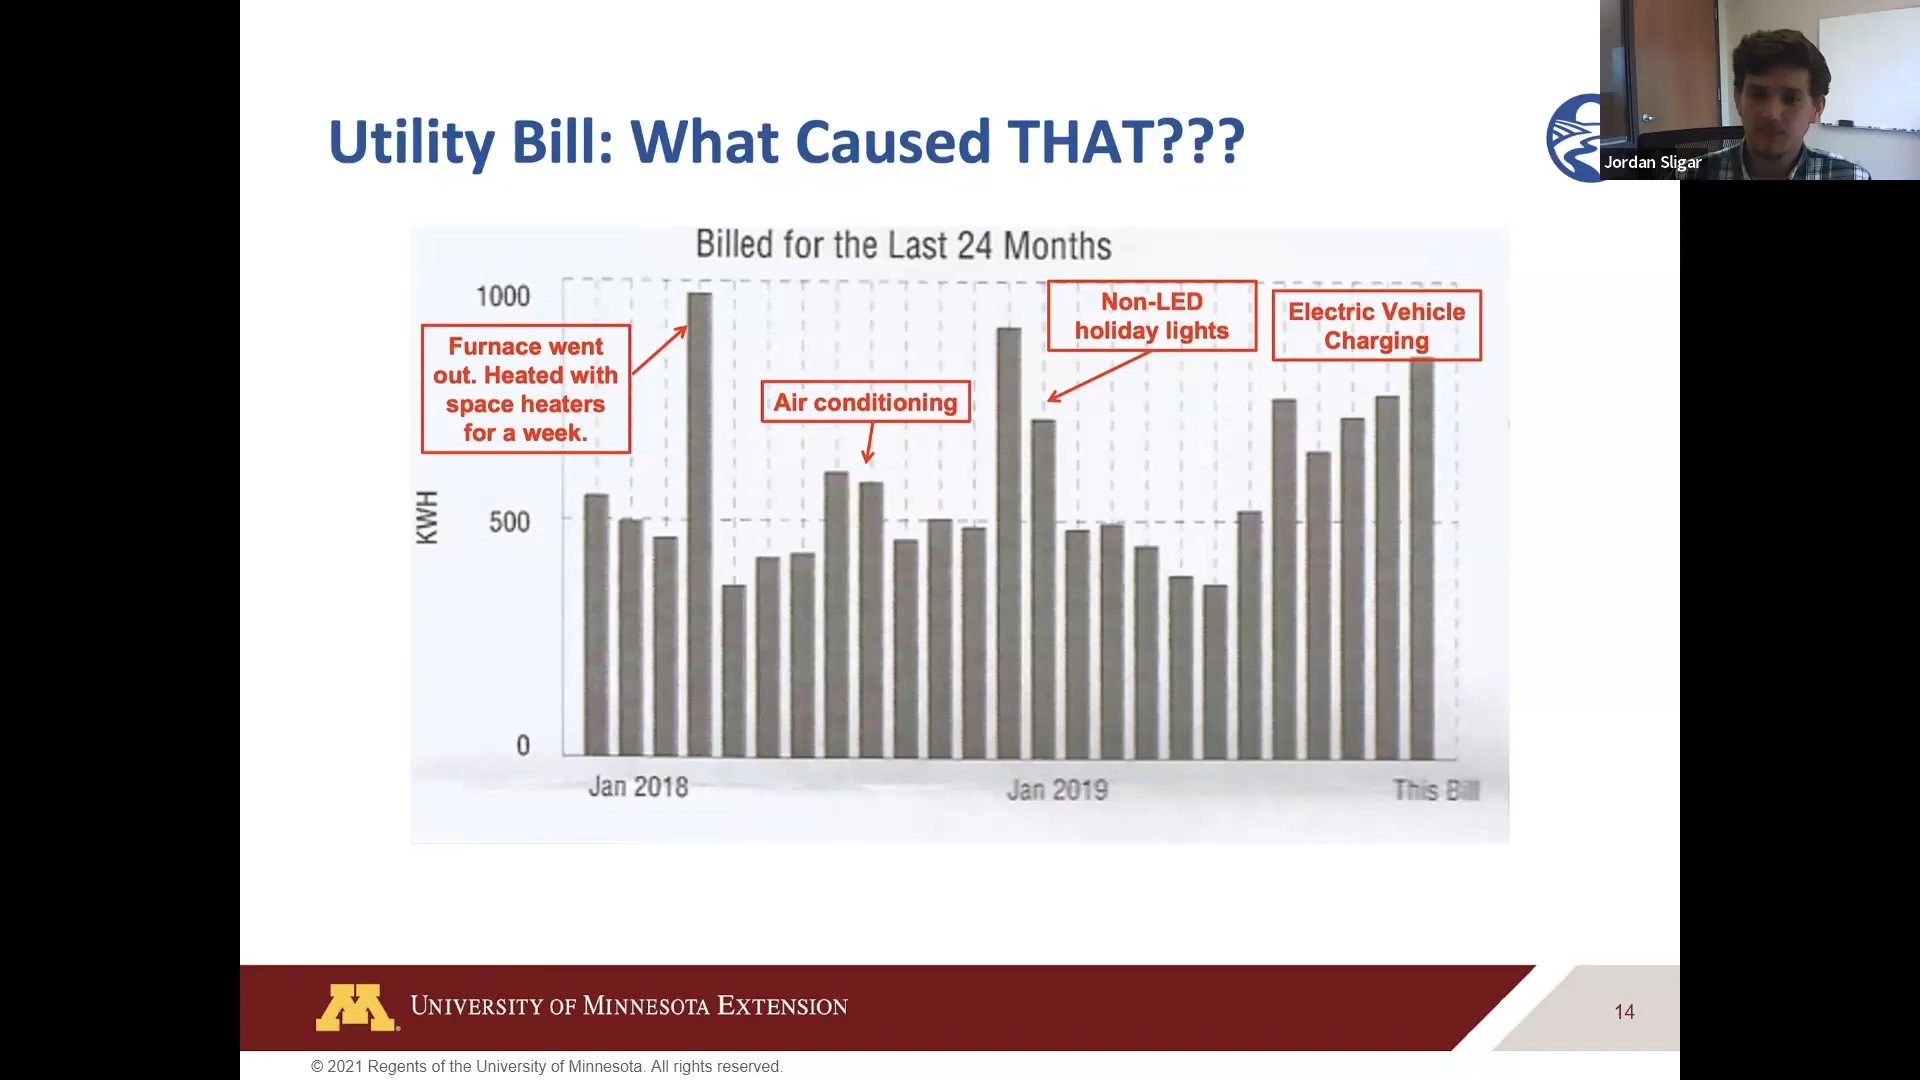 Utility Bill: What Caused THAT???
Jordan Sligar
Billed for the Last 24 Months
1000
500
0
KWH
Furnace went
out. Heated with
space heaters
for a week.
Air conditioning
Non-LED
holiday lights
Electric Vehicle
Charging
Jan 2018
Jan 2019
This Bill
M
UNIVERSITY OF MINNESOTA EXTENSION
14
© 2021 Regents of the University of Minnesota. All rights reserved.